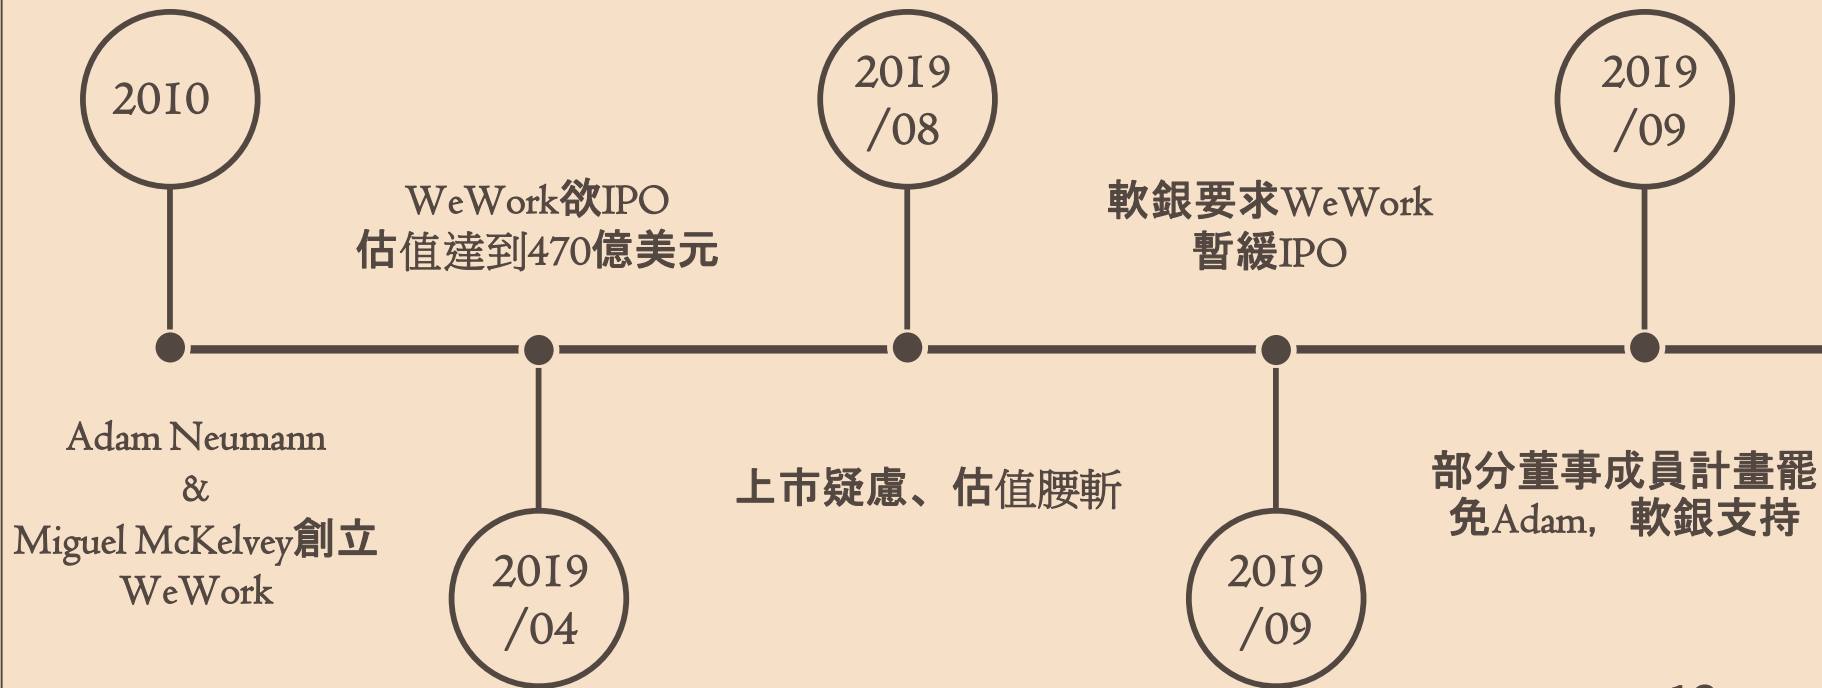 2010
Adam Neumann
&
Miguel McKelvey創立
WeWork
WeWork欲IPO
估值達到470億美元
2019
/04
2019
/08
上市疑慮、估值腰斬
軟銀要求WeWork
暫緩IPO
2019
/09
2019
/09
部分董事成員計畫罷
免Adam, 軟銀支持